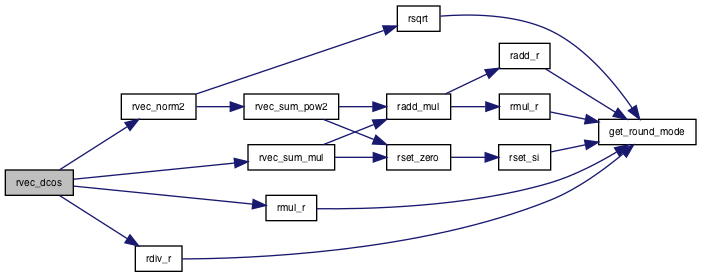 rsqrt
radd_r
rvec_norm2
rvec_sum_pow2
radd_mul
rmul_r
get_round_mode
rvec_sum_mul
rset_zero
rset_si
rvec_dcos
rmul_r
rdiv_r